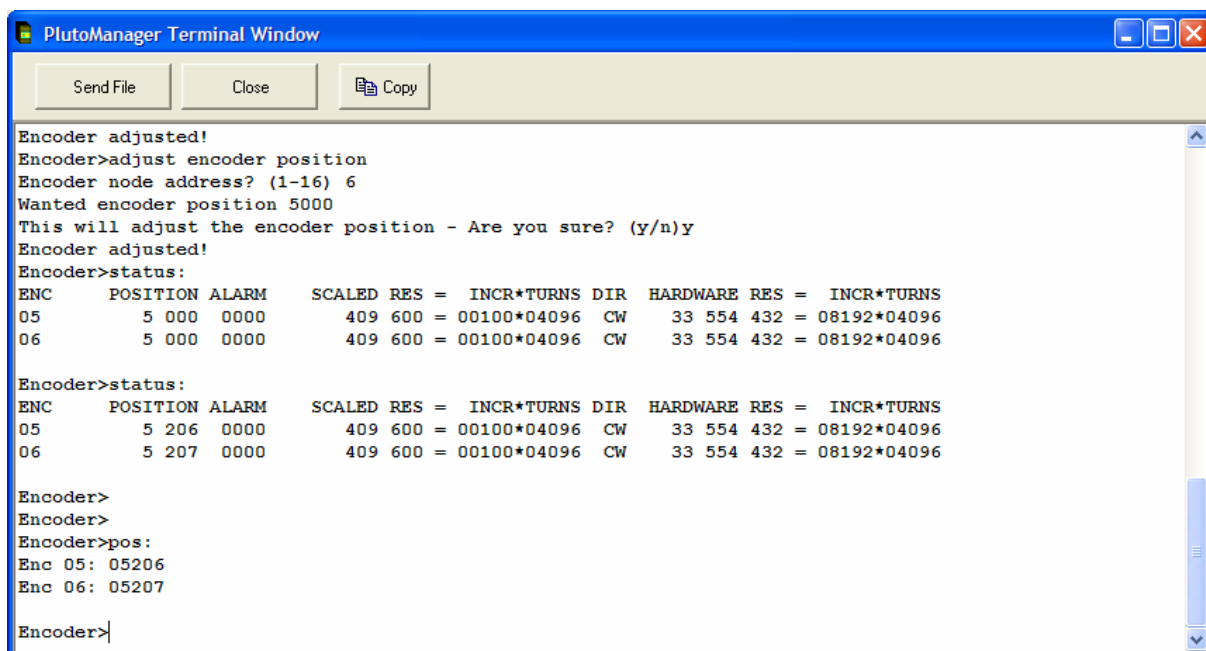 PlutoManager Terminal Window
Send File Close Copy
Encoder adjusted!
Encoder>adjust encoder position
Encoder node address? (1-16) 6
Wanted encoder position 5000
This will adjust the encoder position - Are you sure? (y/n)y
Encoder adjusted!
Encoder>status:
ENC POSITION ALARM SCALED RES = INCR*TURNS DIR HARDWARE RES = INCR*TURNS
05 5 000 0000 409 600 = 00100*04096 CW 33 554 432 = 08192*04096
06 5 000 0000 409 600 = 00100*04096 CW 33 554 432 = 08192*04096
Encoder>status:
ENC POSITION ALARM SCALED RES = INCR*TURNS DIR HARDWARE RES = INCR*TURNS
05 5 206 0000 409 600 = 00100*04096 CW 33 554 432 = 08192*04096
06 5 207 0000 409 600 = 00100*04096 CW 33 554 432 = 08192*04096
Encoder>
Encoder>
Encoder>pos:
Enc 05: 05206
Enc 06: 05207
Encoder>